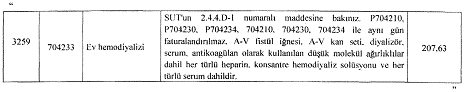 “
SUT'un 2.4.4.D-1 numaralı maddesine bakınız. P704210,
P704230, P704234, 704210, 704230, 704234 ile aynı gün
faturalandırılmaz. A-V fistül iğnesi, A-V kan seti, diyalizör,
3259 704233 Ev hemodiyalizi serum, antikoagülan olarak kullanılan düşük molekül ağırlıklılar 207,63
dahil her türlü heparin, konsantre hemodiyaliz solüsyonu ve her
türlü serum dahildir.
”